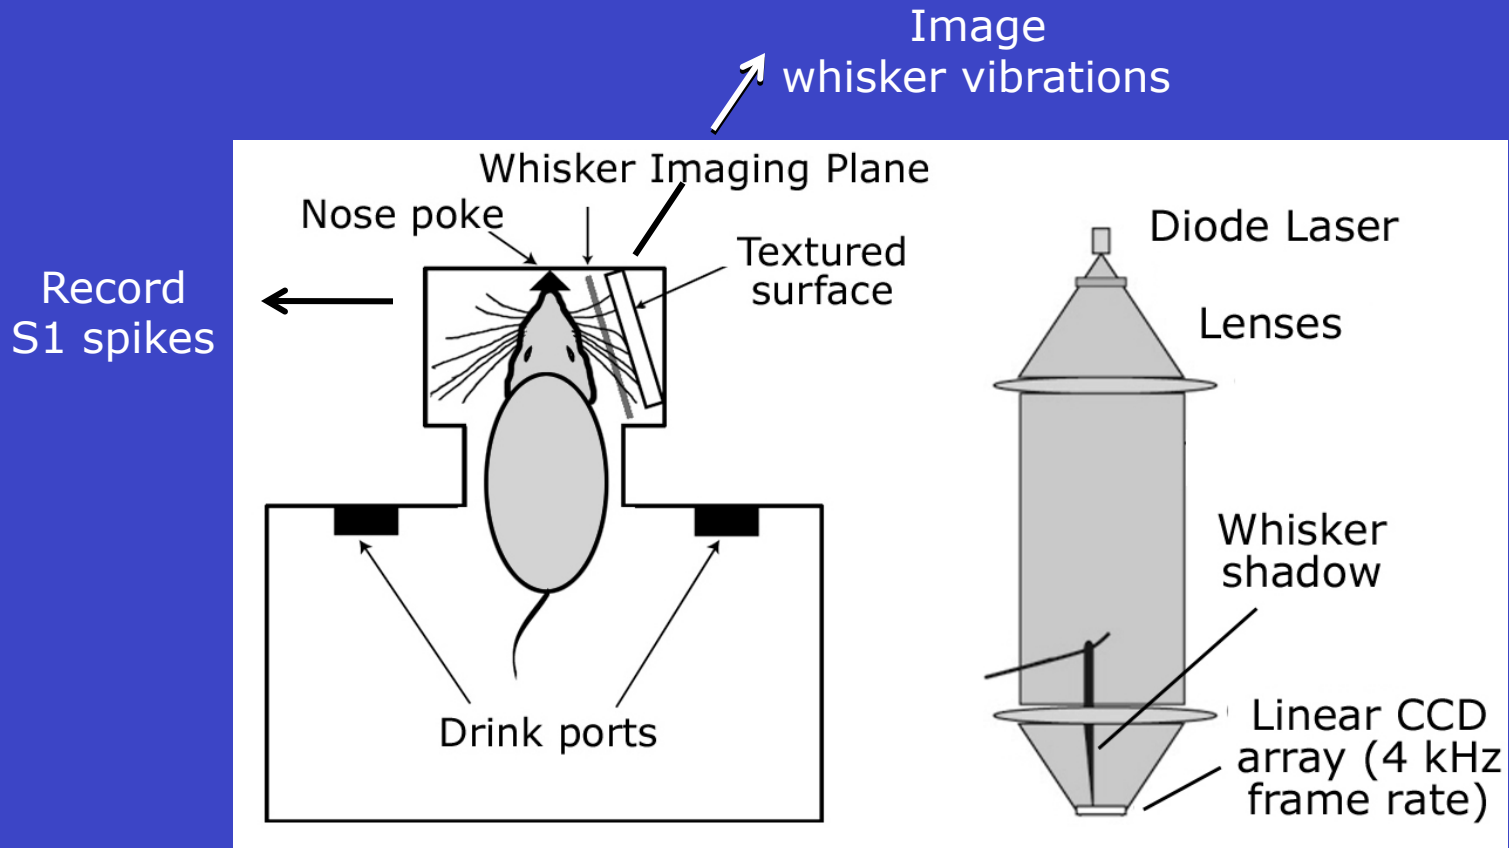 Image
whisker vibrations
Whisker Imaging Plane
Nose poke
Textured
surface
Record
S1 spikes
Drink ports
Diode Laser
Lenses
Whisker
shadow
Linear CCD
array (4 kHz
frame rate)